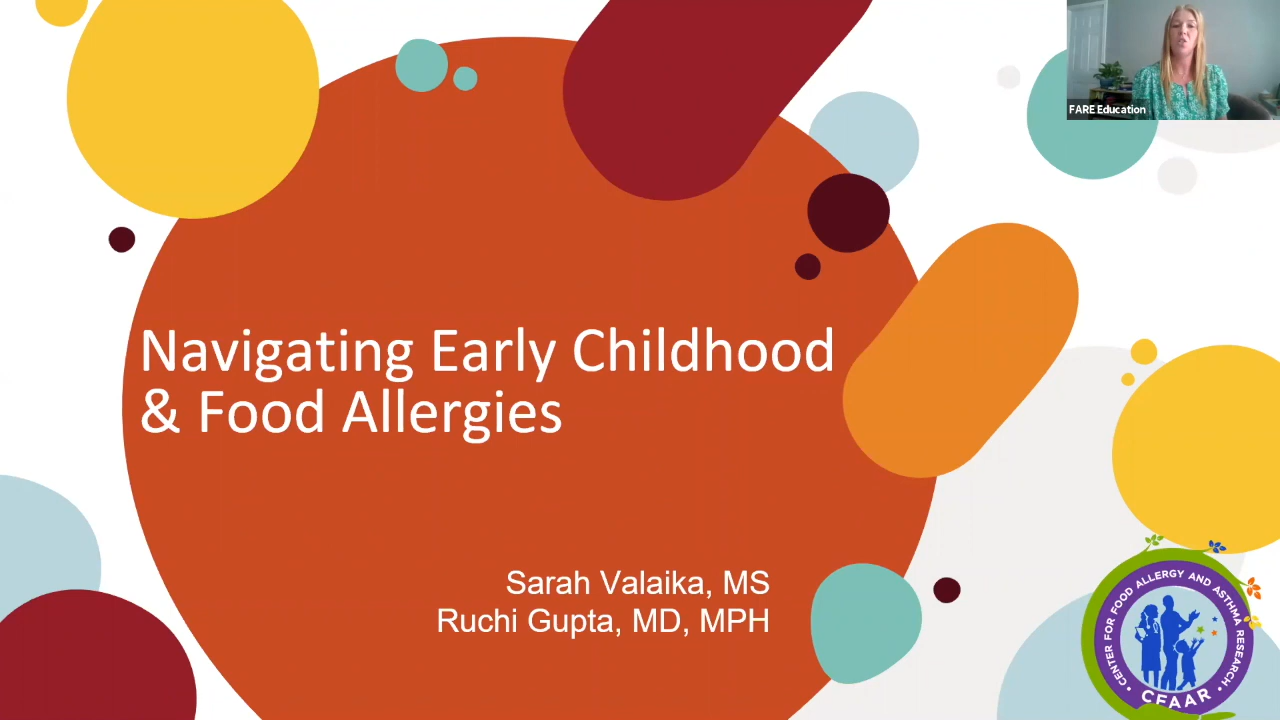 FARE Education
Navigating Early Childhood
& Food Allergies
Sarah Valaika, MS
Ruchi Gupta, MD, MPH
• CENTER FOR FOOD ALLERGY AND ASTHMA RESEARCH •
CFAAR